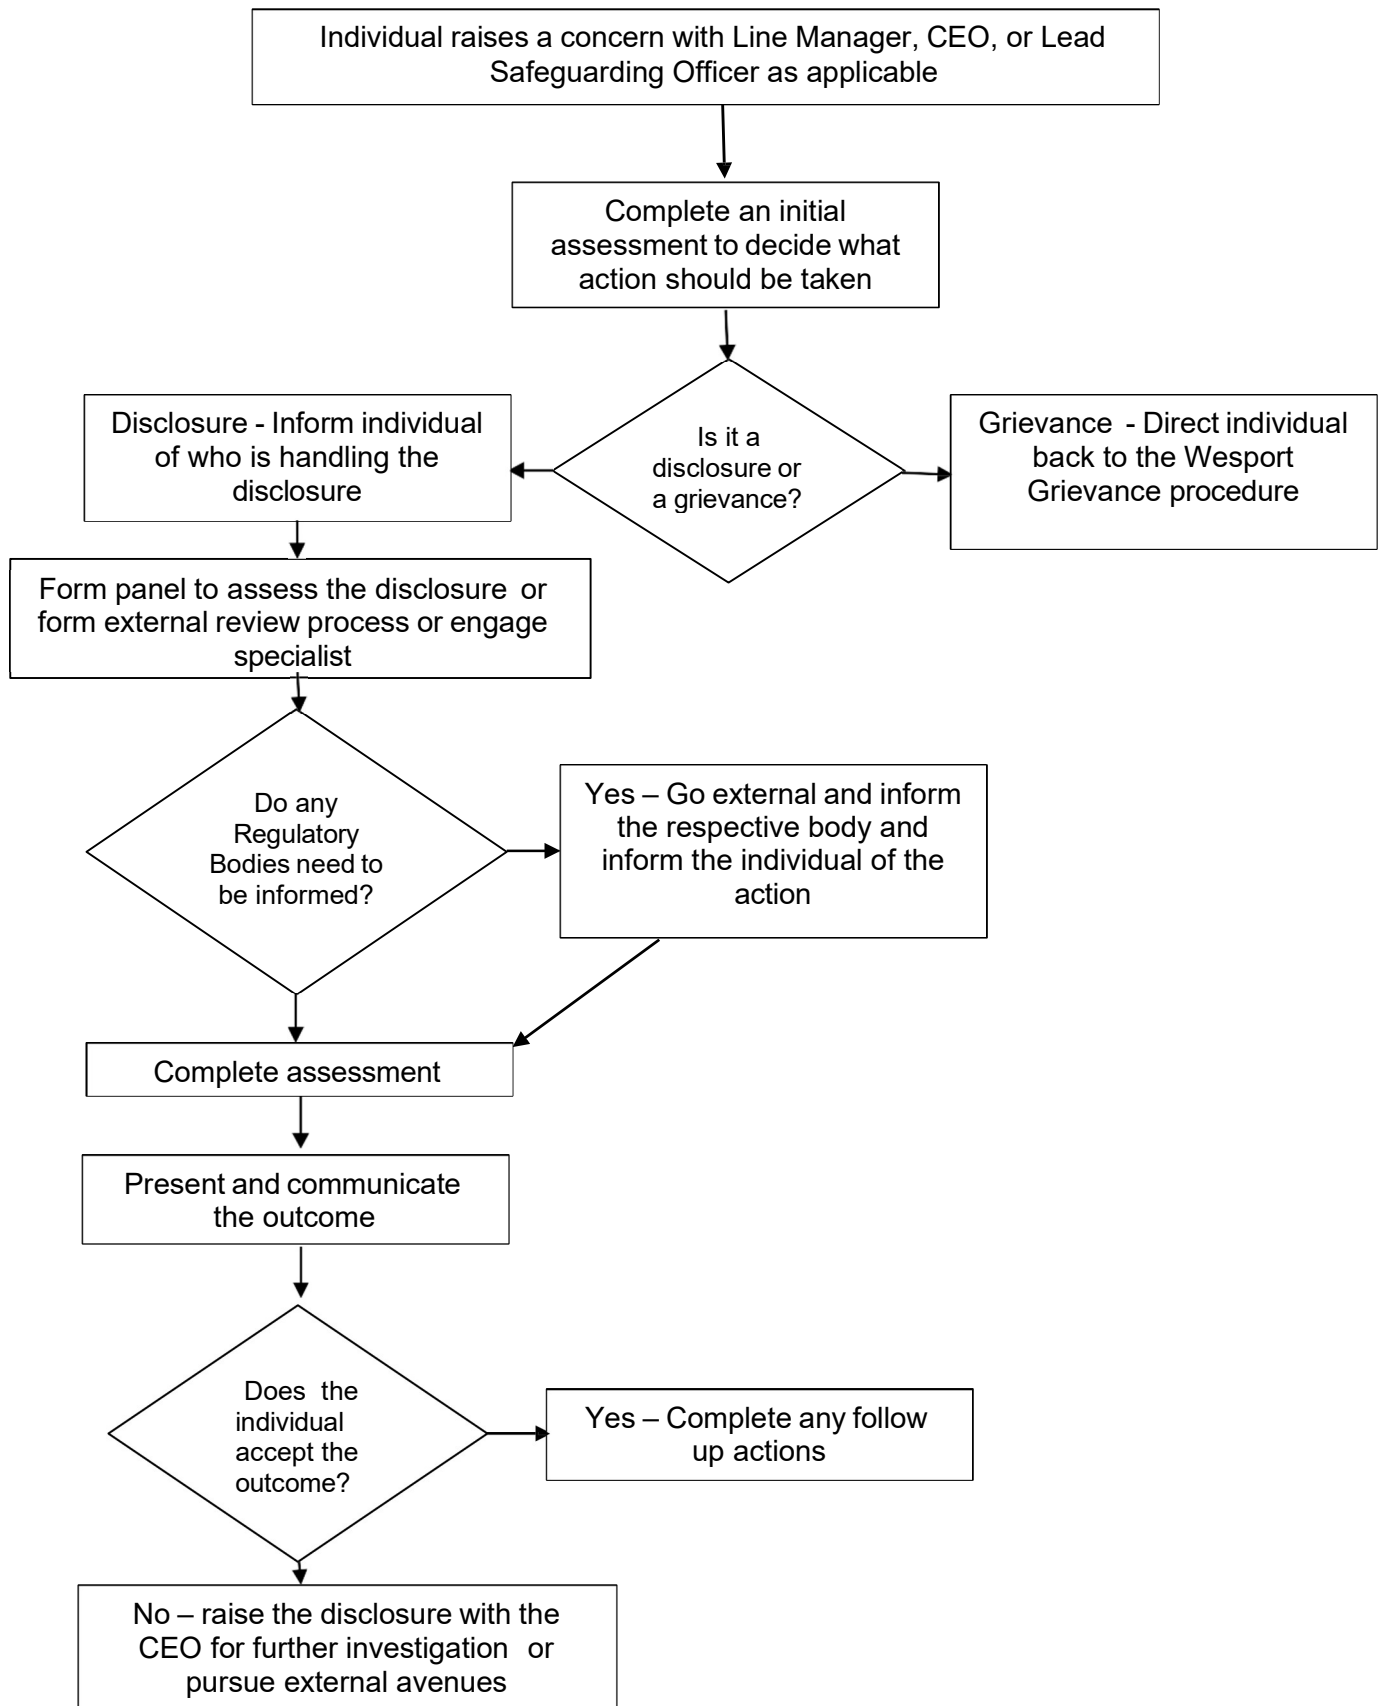 Individual raises a concern with Line Manager, CEO, or Lead
Safeguarding Officer as applicable
Complete an initial
assessment to decide what
action should be taken
Is it a
disclosure or
a grievance?
Disclosure - Inform individual
of who is handling the
disclosure
Grievance - Direct individual
back to the Wesport
Grievance procedure
Form panel to assess the disclosure or
form external review process or engage
specialist
Do any
Regulatory
Bodies need to
be informed?
Yes – Go external and inform
the respective body and
inform the individual of the
action
Complete assessment
Present and communicate
the outcome
Does the
individual
accept the
outcome?
Yes – Complete any follow
up actions
No – raise the disclosure with the
CEO for further investigation or
pursue external avenues